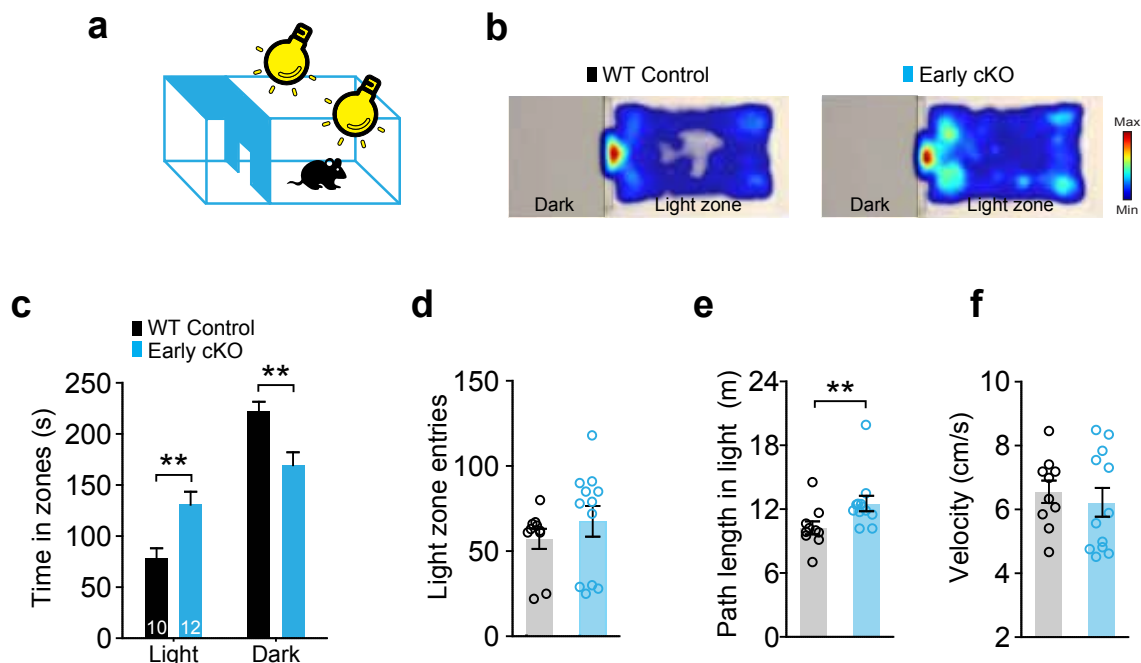 a
b
WT Control
Early cKO
Dark
Light zone
Dark
Light zone
Max
Min
c
WT Control
Early cKO
Time in zones (s)
250
200
150
100
50
0
**
**
10
12
Light
Dark
d
Light zone entries
150
100
50
0
e
Path length in light (m)
24
18
12
6
0
**
f
Velocity (cm/s)
10
8
6
4
2